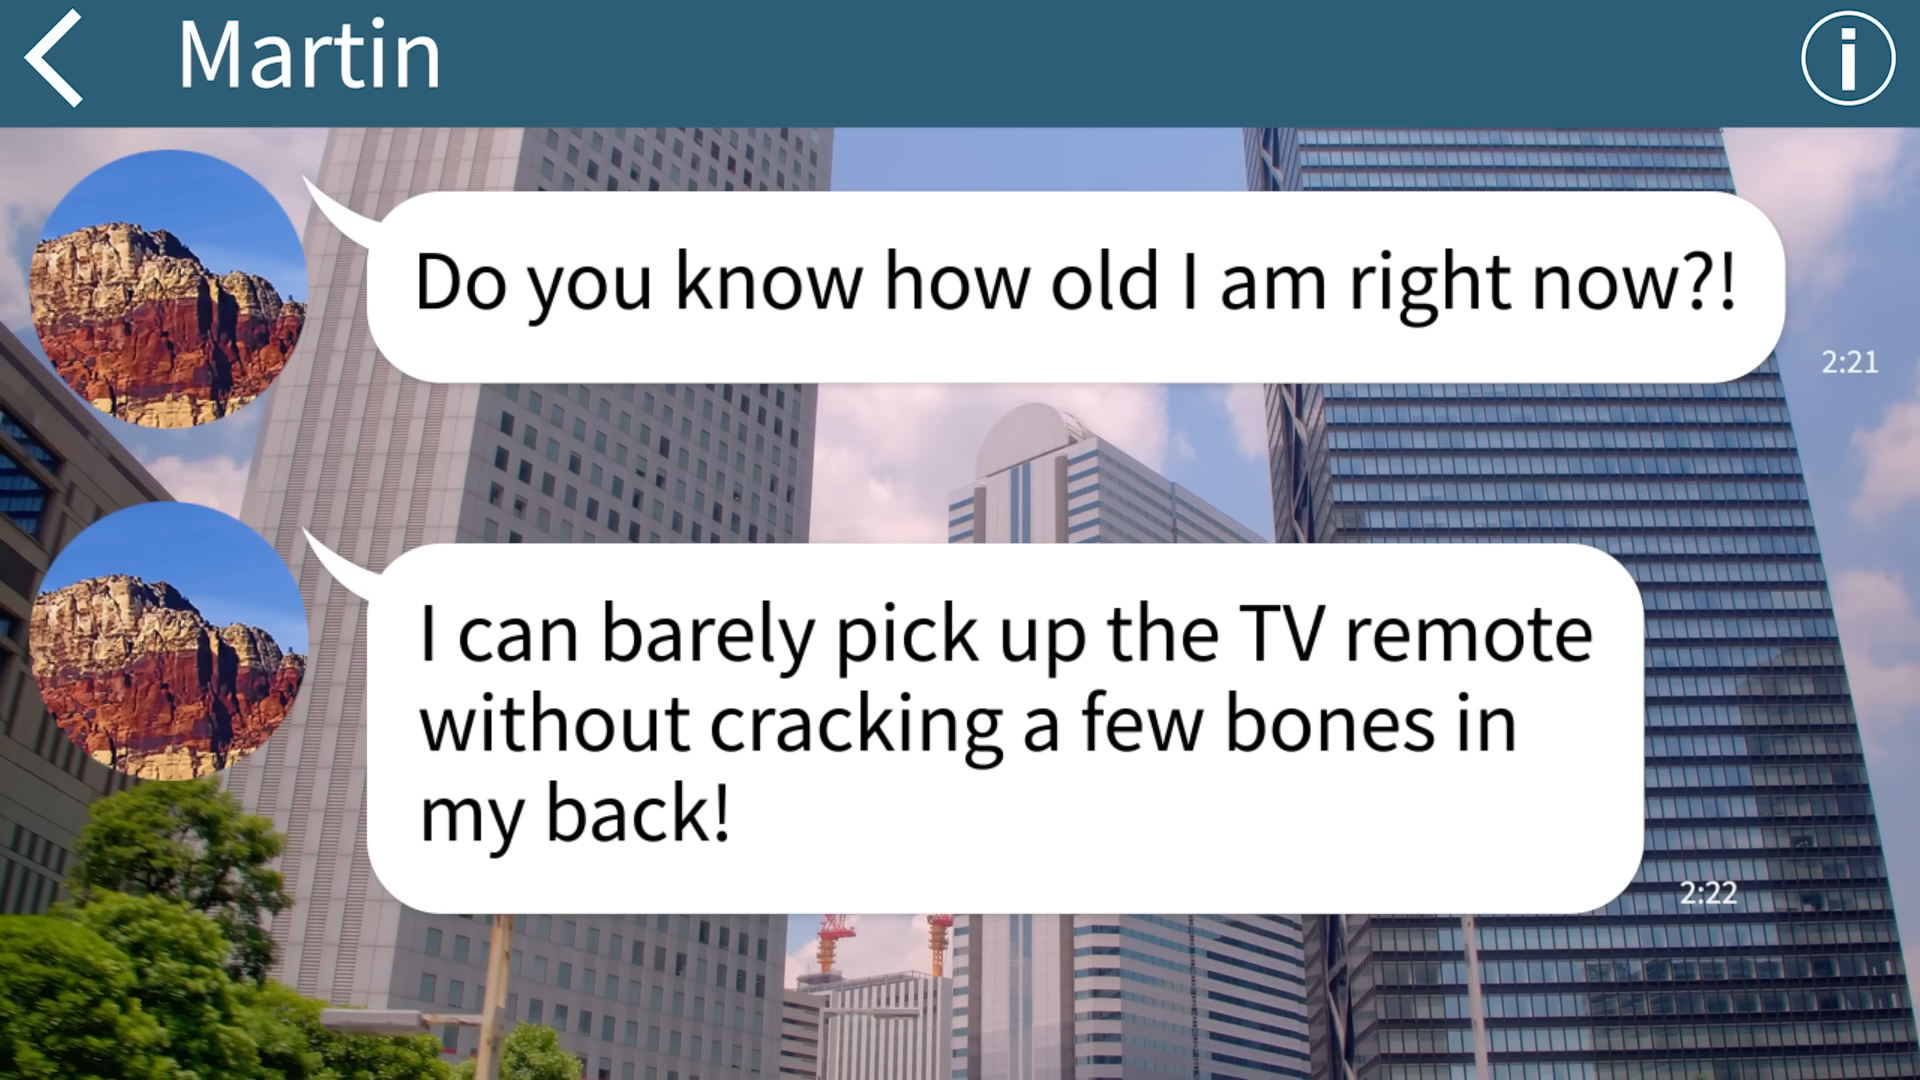 Martin
Do you know how old I am right now?!
2:21
I can barely pick up the TV remote
without cracking a few bones in
my back!
2:22